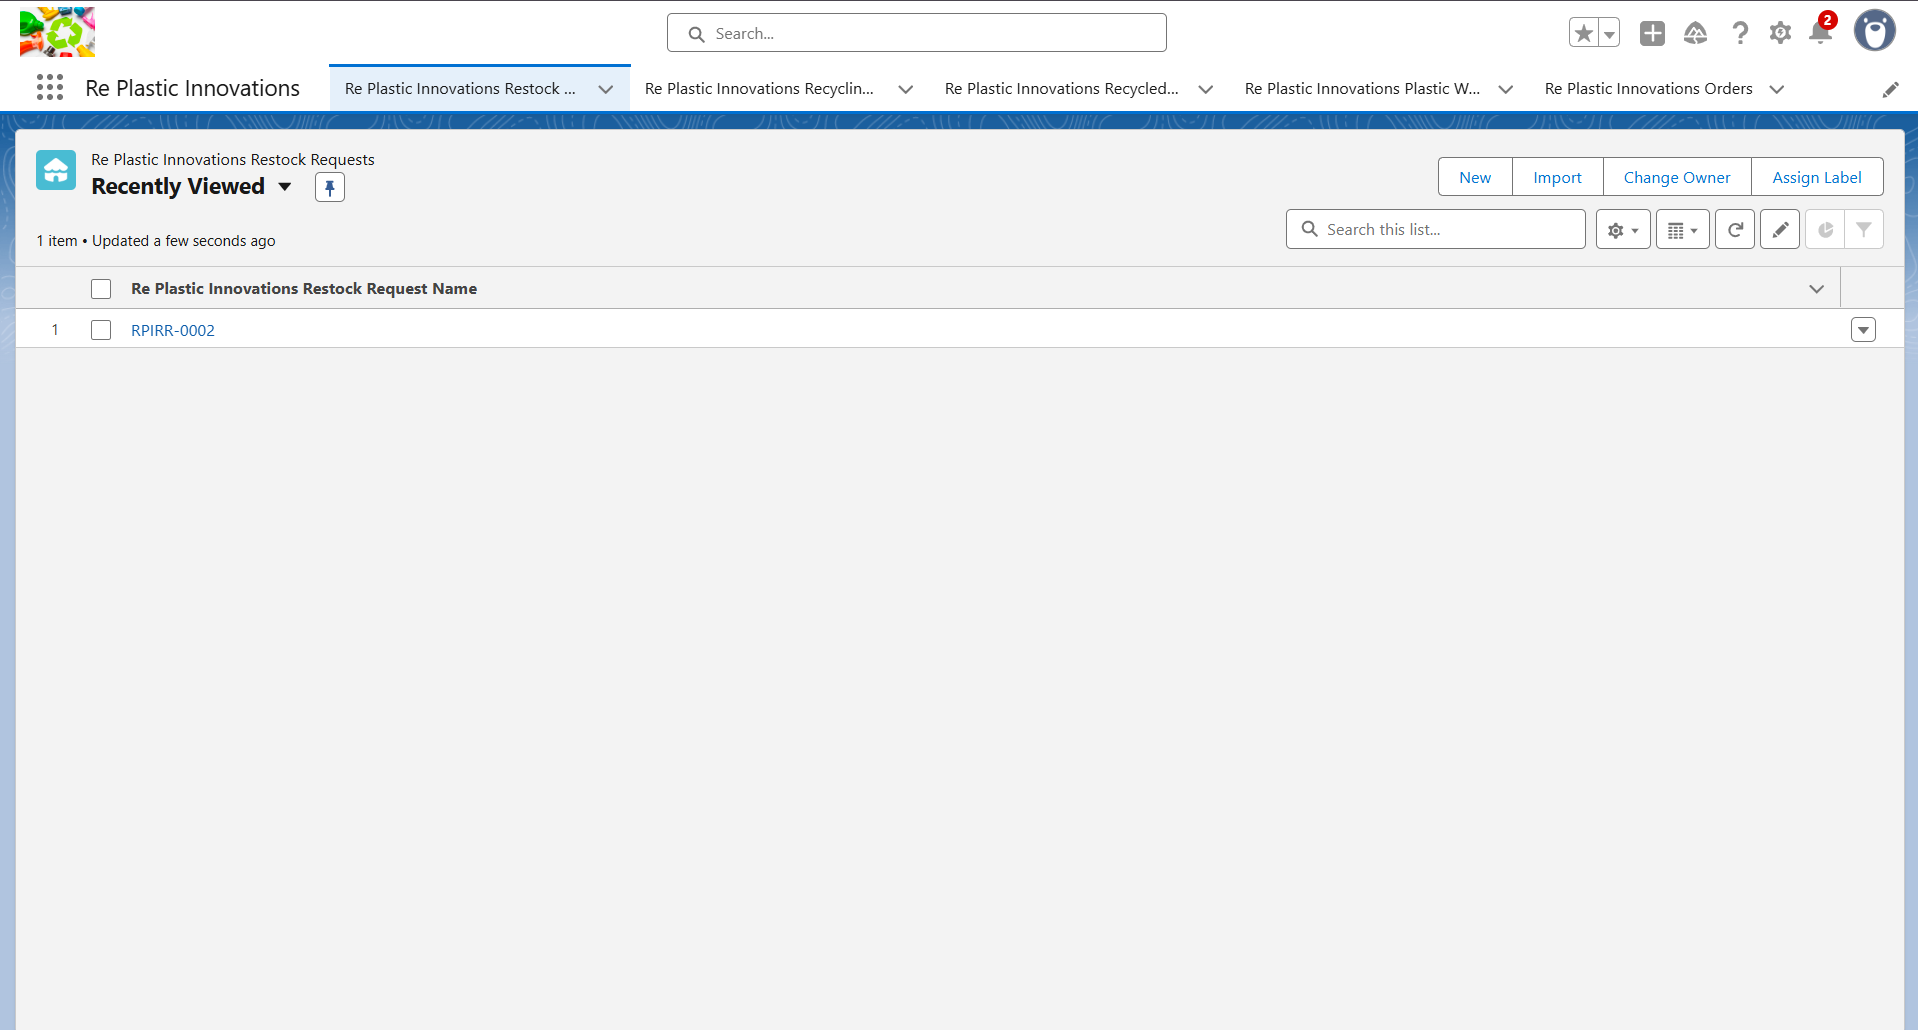 Search...
2
Re Plastic Innovations
Re Plastic Innovations Restock ...
Re Plastic Innovations Recyclin...
Re Plastic Innovations Recycled...
Re Plastic Innovations Plastic W...
Re Plastic Innovations Orders
Re Plastic Innovations Restock Requests
Recently Viewed
New
Import
Change Owner
Assign Label
1 item • Updated a few seconds ago
Search this list...
Re Plastic Innovations Restock Request Name
1
RPIRR-0002